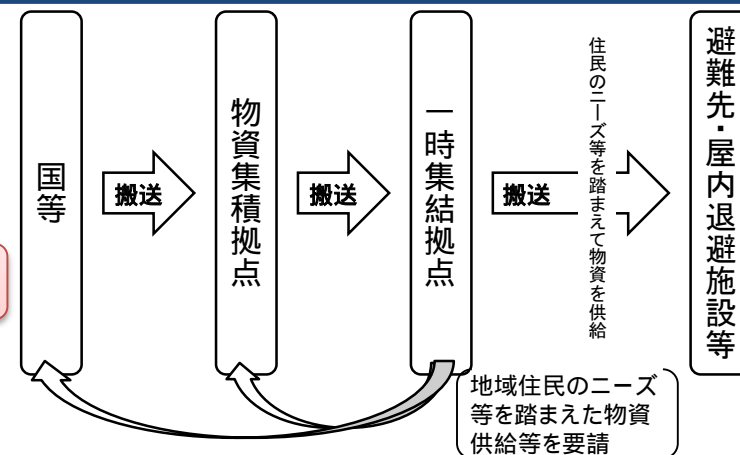 国等
搬送
物資集積拠点
搬送
一時集結拠点
搬送
住民のニーズ等を踏まえて物資を供給
避難先・屋内退避施設等
地域住民のニーズ
等を踏まえた物資
供給等を要請